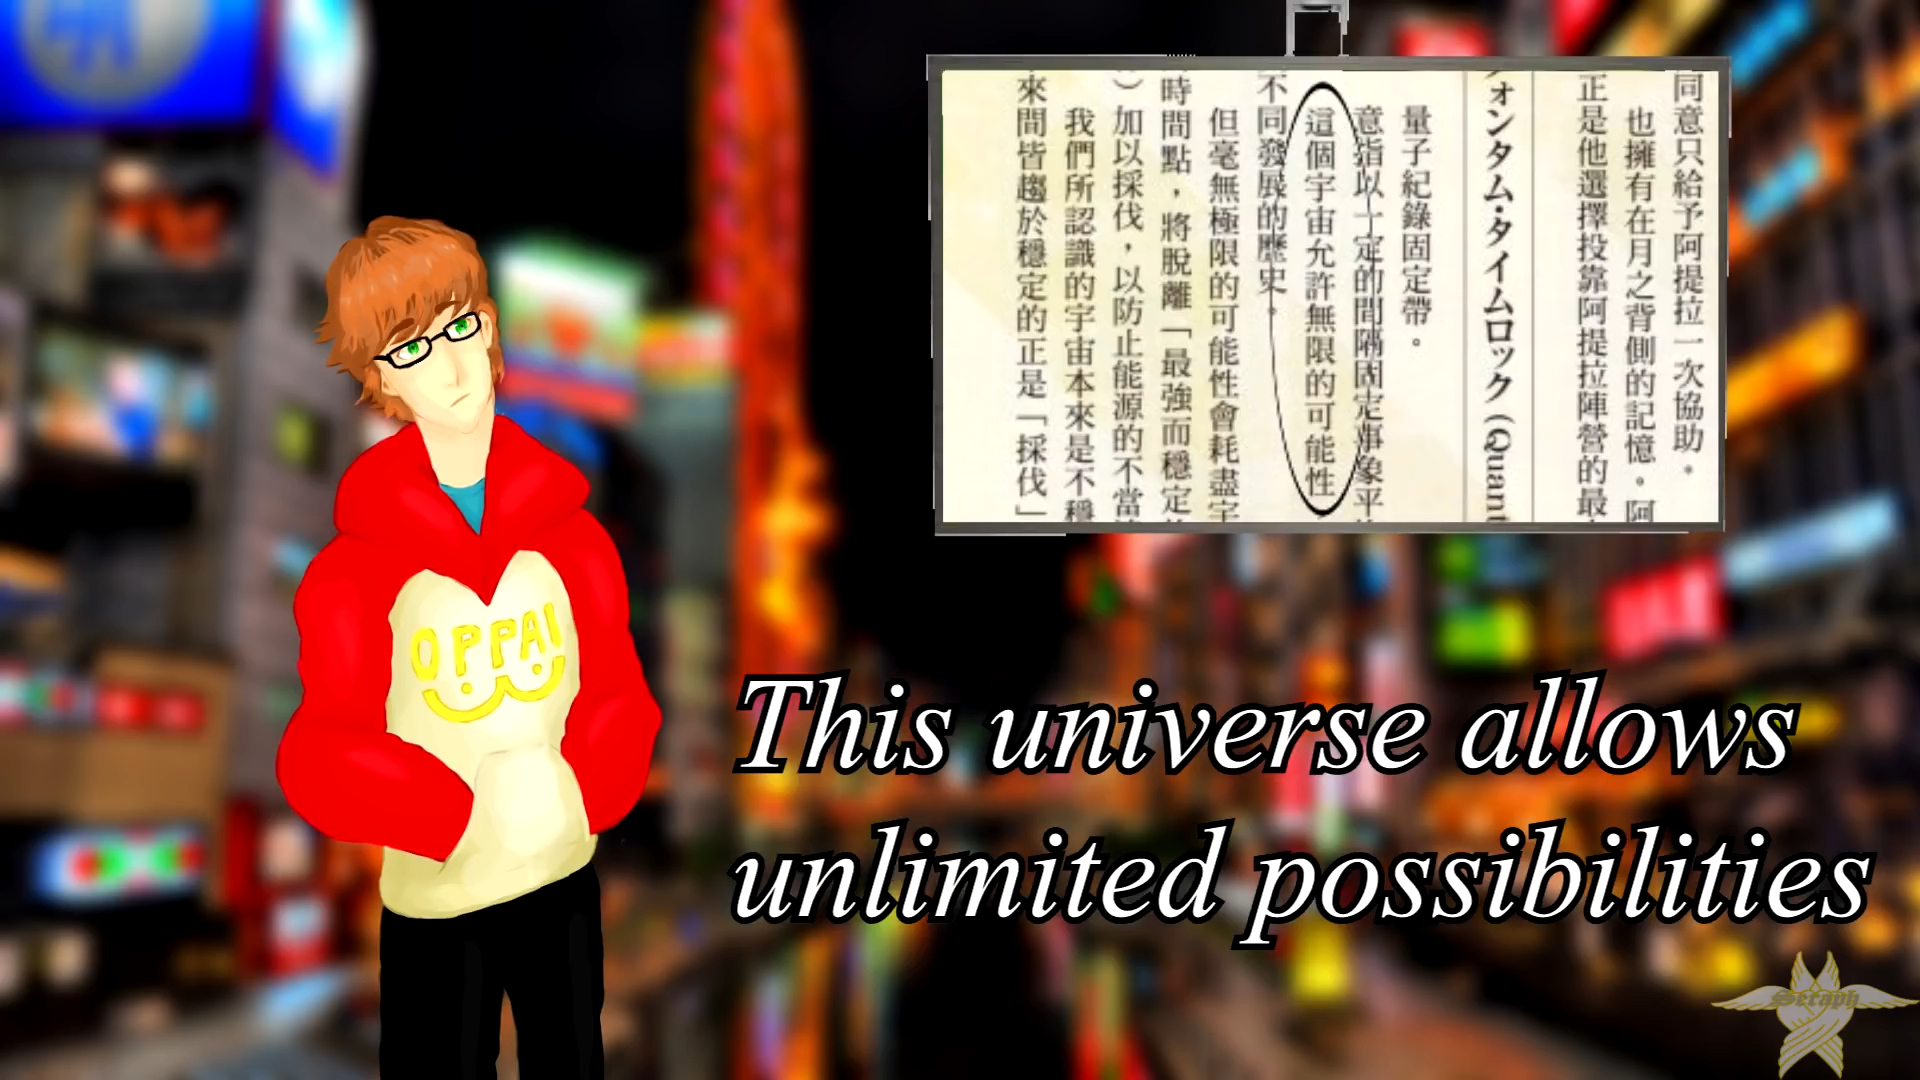 同意只給予阿提拉一次協助。
也擁有在月之背側的記憶。阿
正是他選擇投靠阿提拉陣營的最
ォンタム・タイムロック (Quant
量子紀錄固定帶。
意指以一定的間隔固定事象平
這個宇宙允許無限的可能性
不同發展的歷史。
但毫無極限的可能性會耗盡宇
時間點，將脫離「最強而穩定
）加以採伐，以防止能源的不當
我們所認識的宇宙本來是不穩
來間皆趨於穩定的正是「採伐」
OPPAI
This universe allows
unlimited possibilities
Seraph